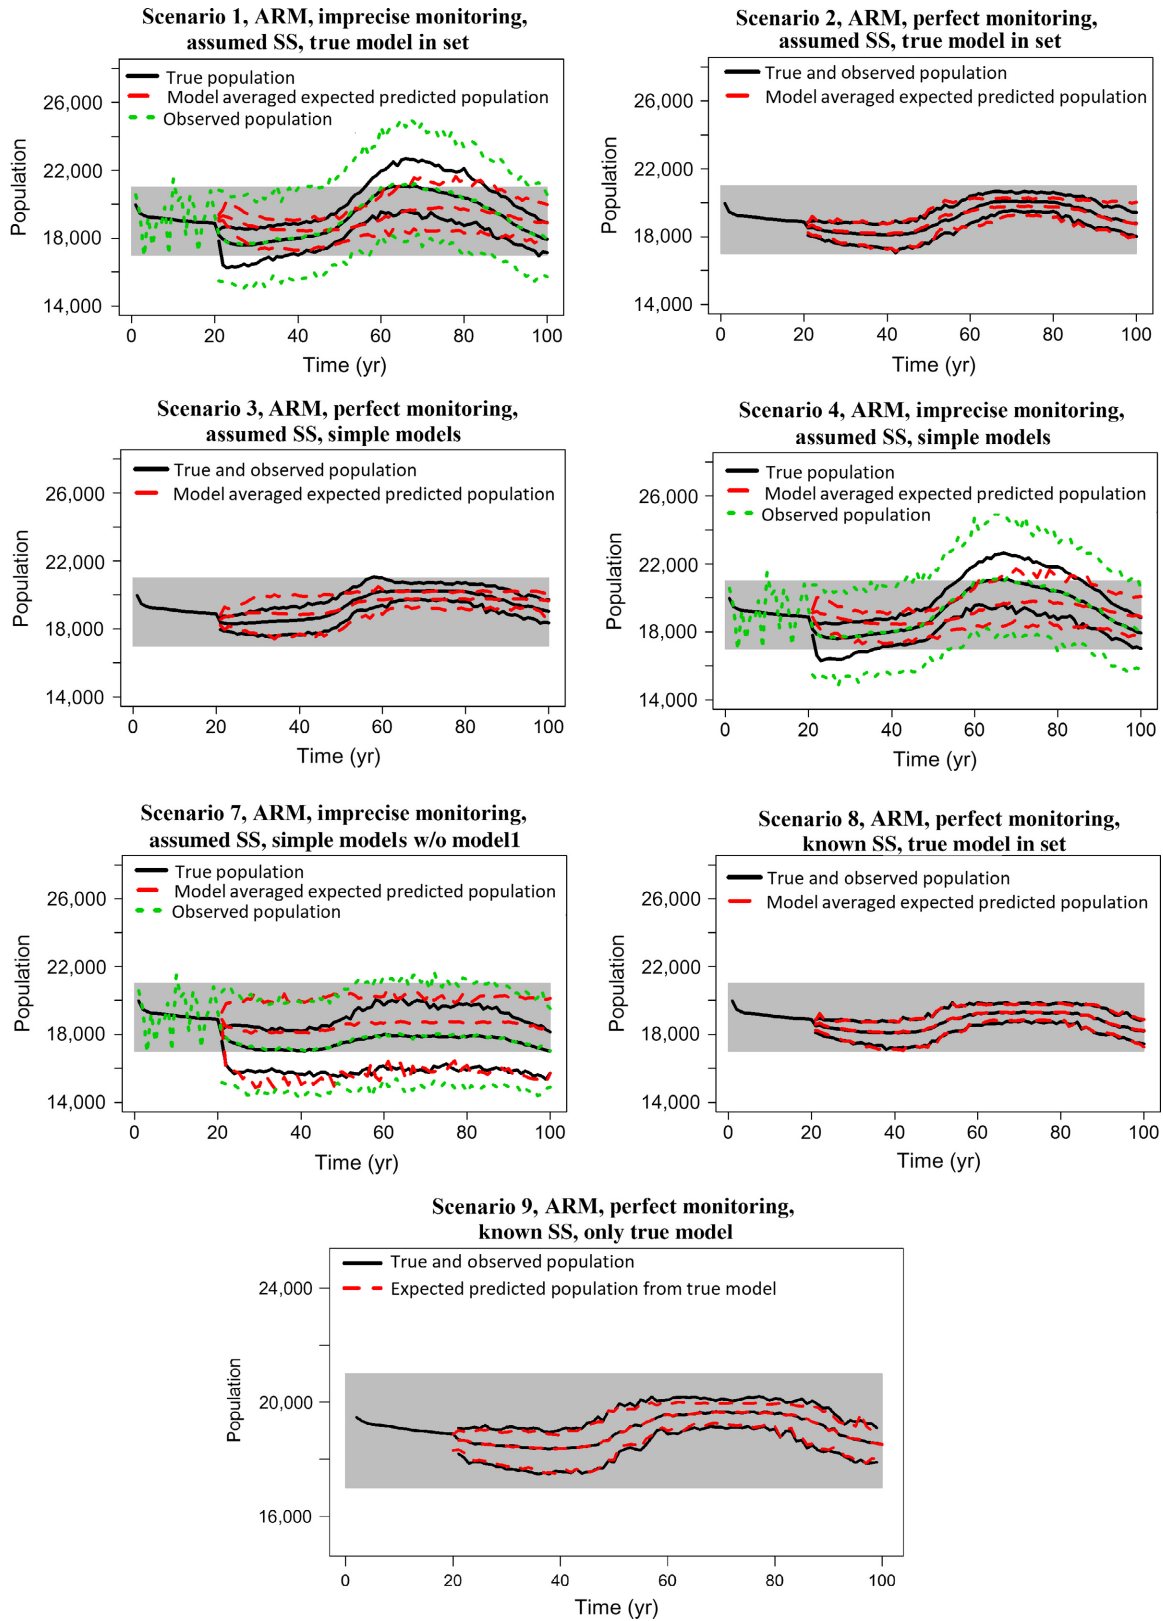 Scenario 1, ARM, imprecise monitoring,
assumed SS, true model in set
True population
Model averaged expected predicted population
Observed population
Population
26,000
22,000
18,000
14,000
0 20 40 60 80 100
Time (yr)
Scenario 2, ARM, perfect monitoring,
assumed SS, true model in set
True and observed population
Model averaged expected predicted population
Population
26,000
22,000
18,000
14,000
0 20 40 60 80 100
Time (yr)
Scenario 3, ARM, perfect monitoring,
assumed SS, simple models
True and observed population
Model averaged expected predicted population
Population
26,000
22,000
18,000
14,000
0 20 40 60 80 100
Time (yr)
Scenario 4, ARM, imprecise monitoring,
assumed SS, simple models
True population
Model averaged expected predicted population
Observed population
Population
26,000
22,000
18,000
14,000
0 20 40 60 80 100
Time (yr)
Scenario 7, ARM, imprecise monitoring,
assumed SS, simple models w/o model1
True population
Model averaged expected predicted population
Observed population
Population
26,000
22,000
18,000
14,000
0 20 40 60 80 100
Time (yr)
Scenario 8, ARM, perfect monitoring,
known SS, true model in set
True and observed population
Model averaged expected predicted population
Population
26,000
22,000
18,000
14,000
0 20 40 60 80 100
Time (yr)
Scenario 9, ARM, perfect monitoring,
known SS, only true model
True and observed population
Expected predicted population from true model
Population
24,000
20,000
16,000
0 20 40 60 80 100
Time (yr)